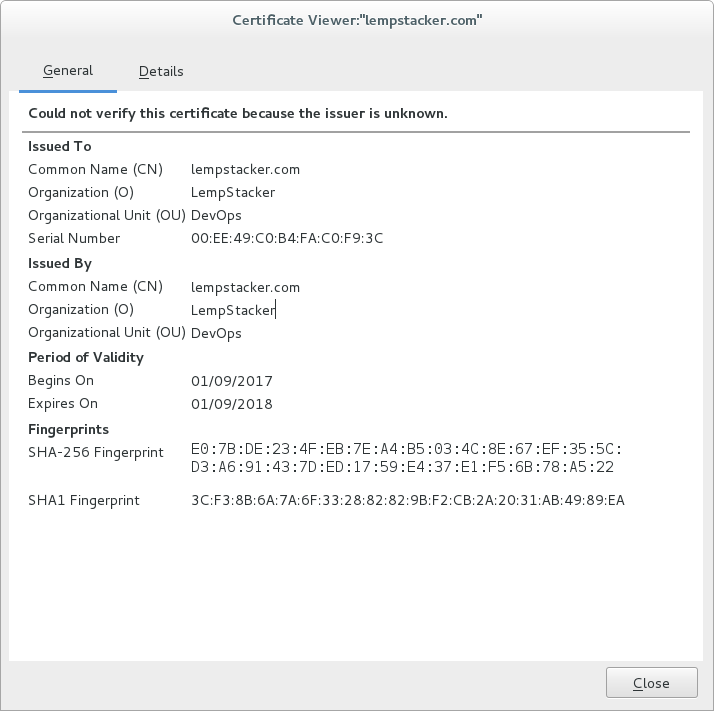 Certificate Viewer:"lempstacker.com"
General Details
Could not verify this certificate because the issuer is unknown.
Issued To
Common Name (CN) lempstacker.com
Organization (O) LempStacker
Organizational Unit (OU) DevOps
Serial Number 00:EE:49:C0:B4:FA:C0:F9:3C
Issued By
Common Name (CN) lempstacker.com
Organization (O) LempStacker
Organizational Unit (OU) DevOps
Period of Validity
Begins On 01/09/2017
Expires On 01/09/2018
Fingerprints
SHA-256 Fingerprint E0:7B:DE:23:4F:EB:7E:A4:B5:03:4C:8E:67:EF:35:5C:
D3:A6:91:43:7D:ED:17:59:E4:37:E1:F5:6B:78:A5:22
SHA1 Fingerprint 3C:F3:8B:6A:7A:6F:33:28:82:82:9B:F2:CB:2A:20:31:AB:49:89:EA
Close